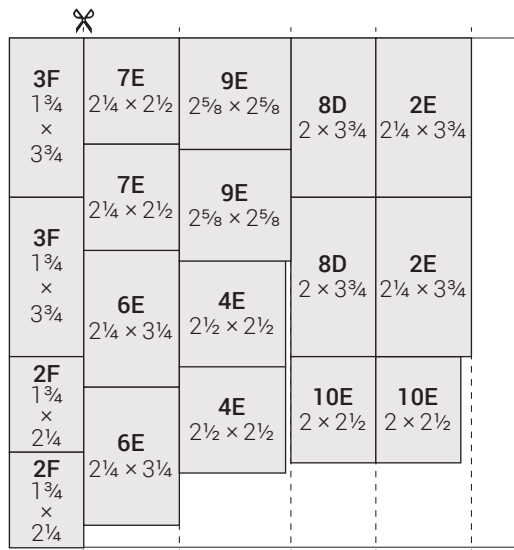 3F
1¾
×
3¾
3F
1¾
×
3¾
2F
1¾
×
2¼
2F
1¾
×
2¼
7E
2¼ × 2½
7E
2¼ × 2½
6E
2¼ × 3¼
6E
2¼ × 3¼
9E
2⅝ × 2⅝
9E
2⅝ × 2⅝
4E
2½ × 2½
4E
2½ × 2½
8D
2 × 3¾
8D
2 × 3¾
10E
2 × 2½
2E
2¼ × 3¾
2E
2¼ × 3¾
10E
2 × 2½